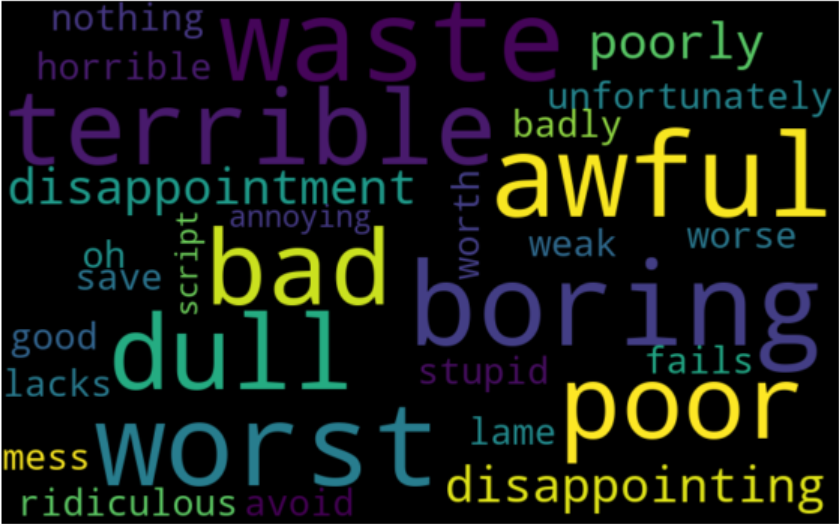 nothing
waste
poorly
horrible
unfortunately
terrible
badly
awful
disappointment
annoying
worth
script
bad
weak
worse
oh
save
boring
good
dull
stupid
fails
lacks
poor
worst
lame
mess
disappointing
ridiculous
avoid